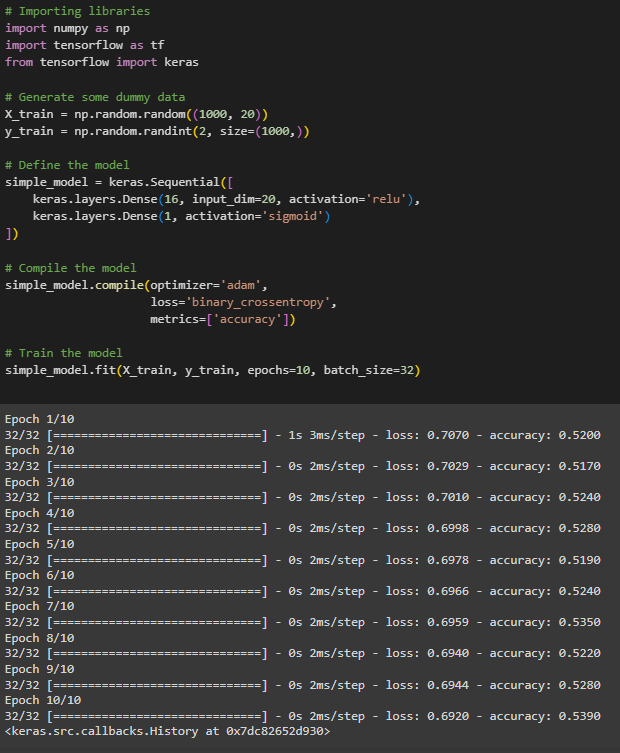 # Importing libraries
import numpy as np
import tensorflow as tf
from tensorflow import keras
# Generate some dummy data
X_train = np.random.random((1000, 20))
y_train = np.random.randint(2, size=(1000,))
# Define the model
simple_model = keras.Sequential([
    keras.layers.Dense(16, input_dim=20, activation='relu'),
    keras.layers.Dense(1, activation='sigmoid')
])
# Compile the model
simple_model.compile(optimizer='adam',
                     loss='binary_crossentropy',
                     metrics=['accuracy'])
# Train the model
simple_model.fit(X_train, y_train, epochs=10, batch_size=32)
Epoch 1/10
32/32 [==============================] - 1s 3ms/step - loss: 0.7070 - accuracy: 0.5200
Epoch 2/10
32/32 [==============================] - 0s 2ms/step - loss: 0.7029 - accuracy: 0.5170
Epoch 3/10
32/32 [==============================] - 0s 2ms/step - loss: 0.7010 - accuracy: 0.5240
Epoch 4/10
32/32 [==============================] - 0s 2ms/step - loss: 0.6998 - accuracy: 0.5280
Epoch 5/10
32/32 [==============================] - 0s 2ms/step - loss: 0.6978 - accuracy: 0.5190
Epoch 6/10
32/32 [==============================] - 0s 2ms/step - loss: 0.6966 - accuracy: 0.5240
Epoch 7/10
32/32 [==============================] - 0s 2ms/step - loss: 0.6959 - accuracy: 0.5350
Epoch 8/10
32/32 [==============================] - 0s 2ms/step - loss: 0.6940 - accuracy: 0.5220
Epoch 9/10
32/32 [==============================] - 0s 2ms/step - loss: 0.6944 - accuracy: 0.5280
Epoch 10/10
32/32 [==============================] - 0s 2ms/step - loss: 0.6920 - accuracy: 0.5390
<keras.src.callbacks.History at 0x7dc82652d930>